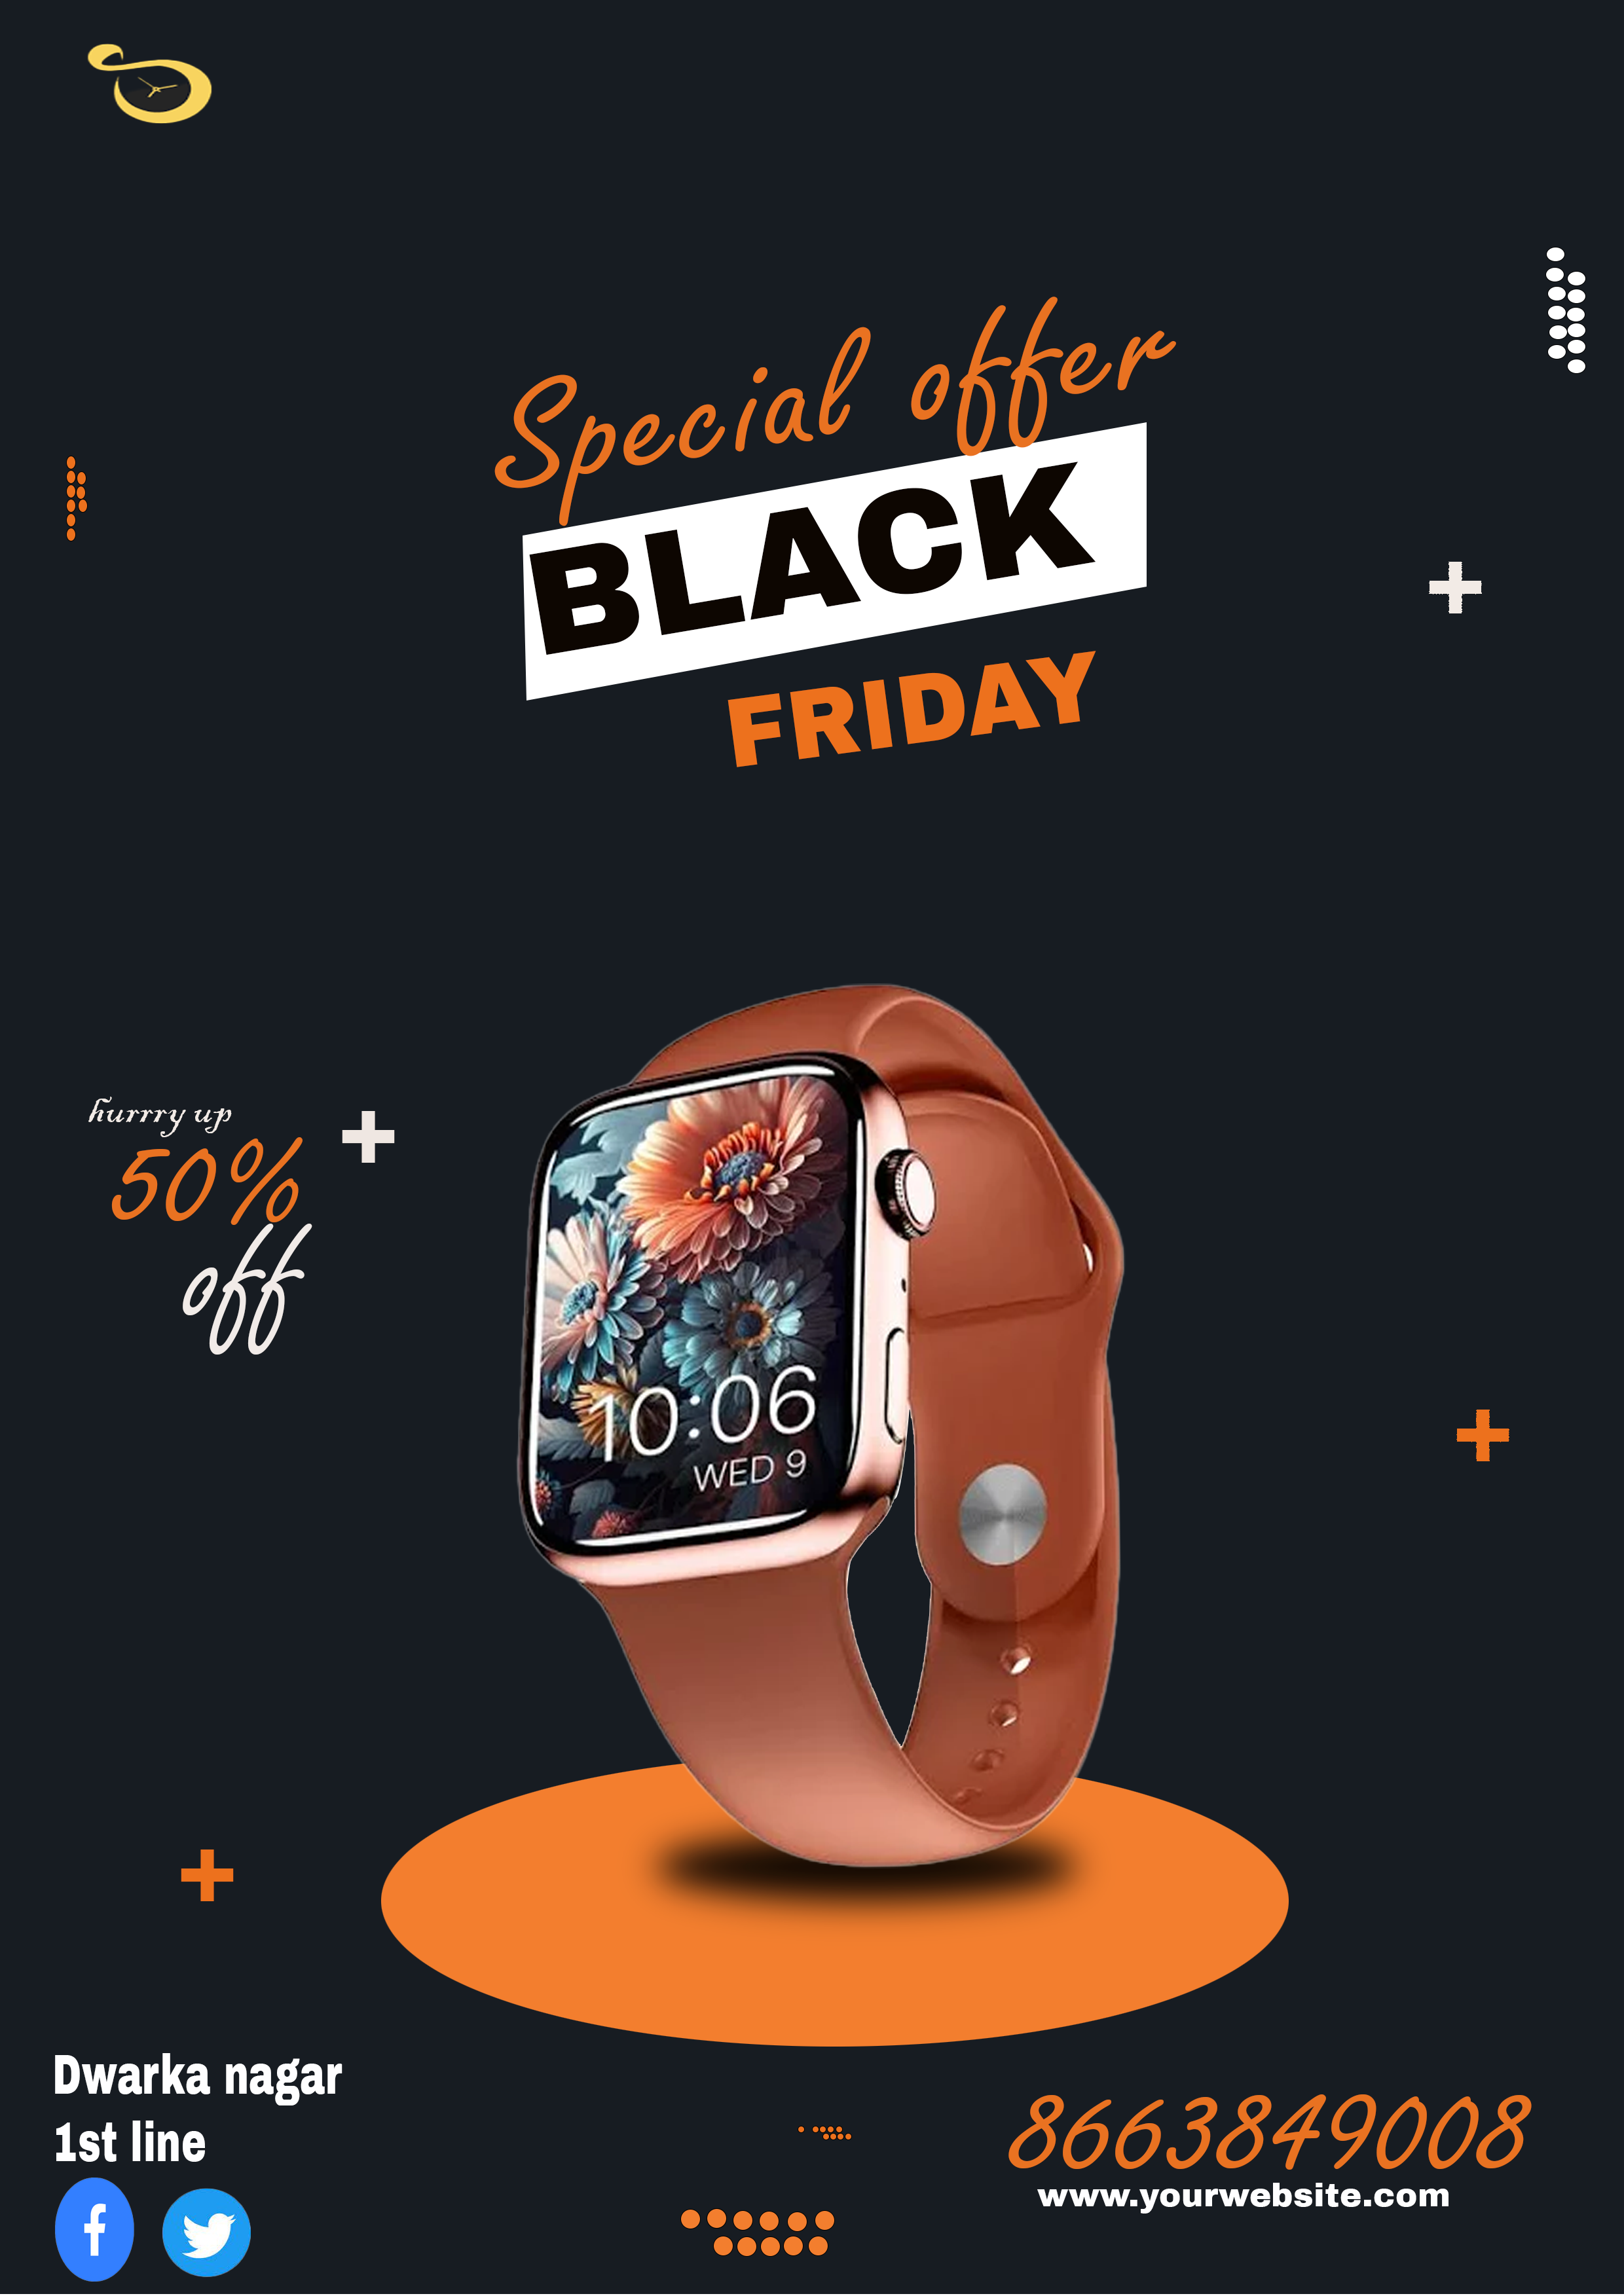 Special offer
BLACK
FRIDAY
hurrry up
50%
off
10:06
WED 9
Dwarka nagar
1st line
8663849008
www.yourwebsite.com